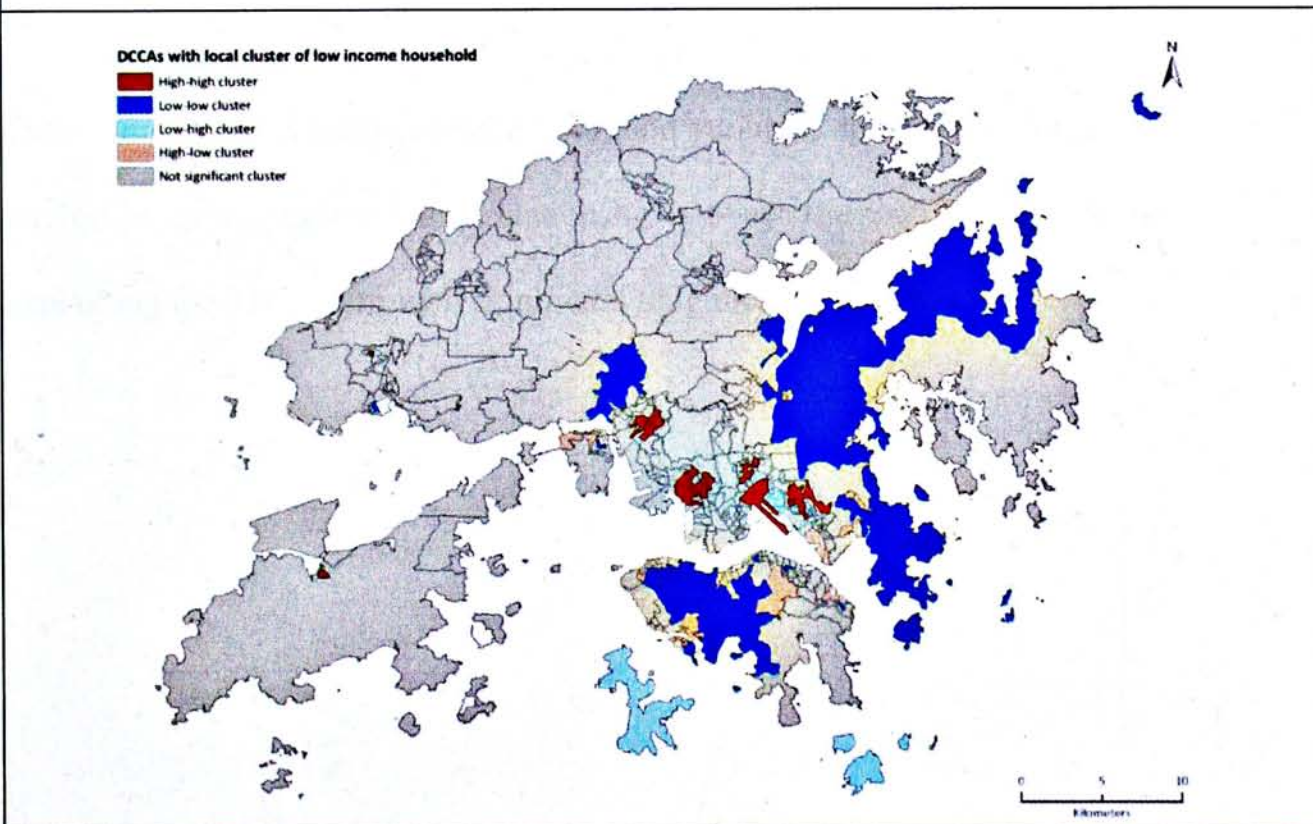 DCCAs with local cluster of low income household
High-high cluster
Low-low cluster
Low-high cluster
High-low cluster
Not significant cluster
N
0 5 10
Kilometers